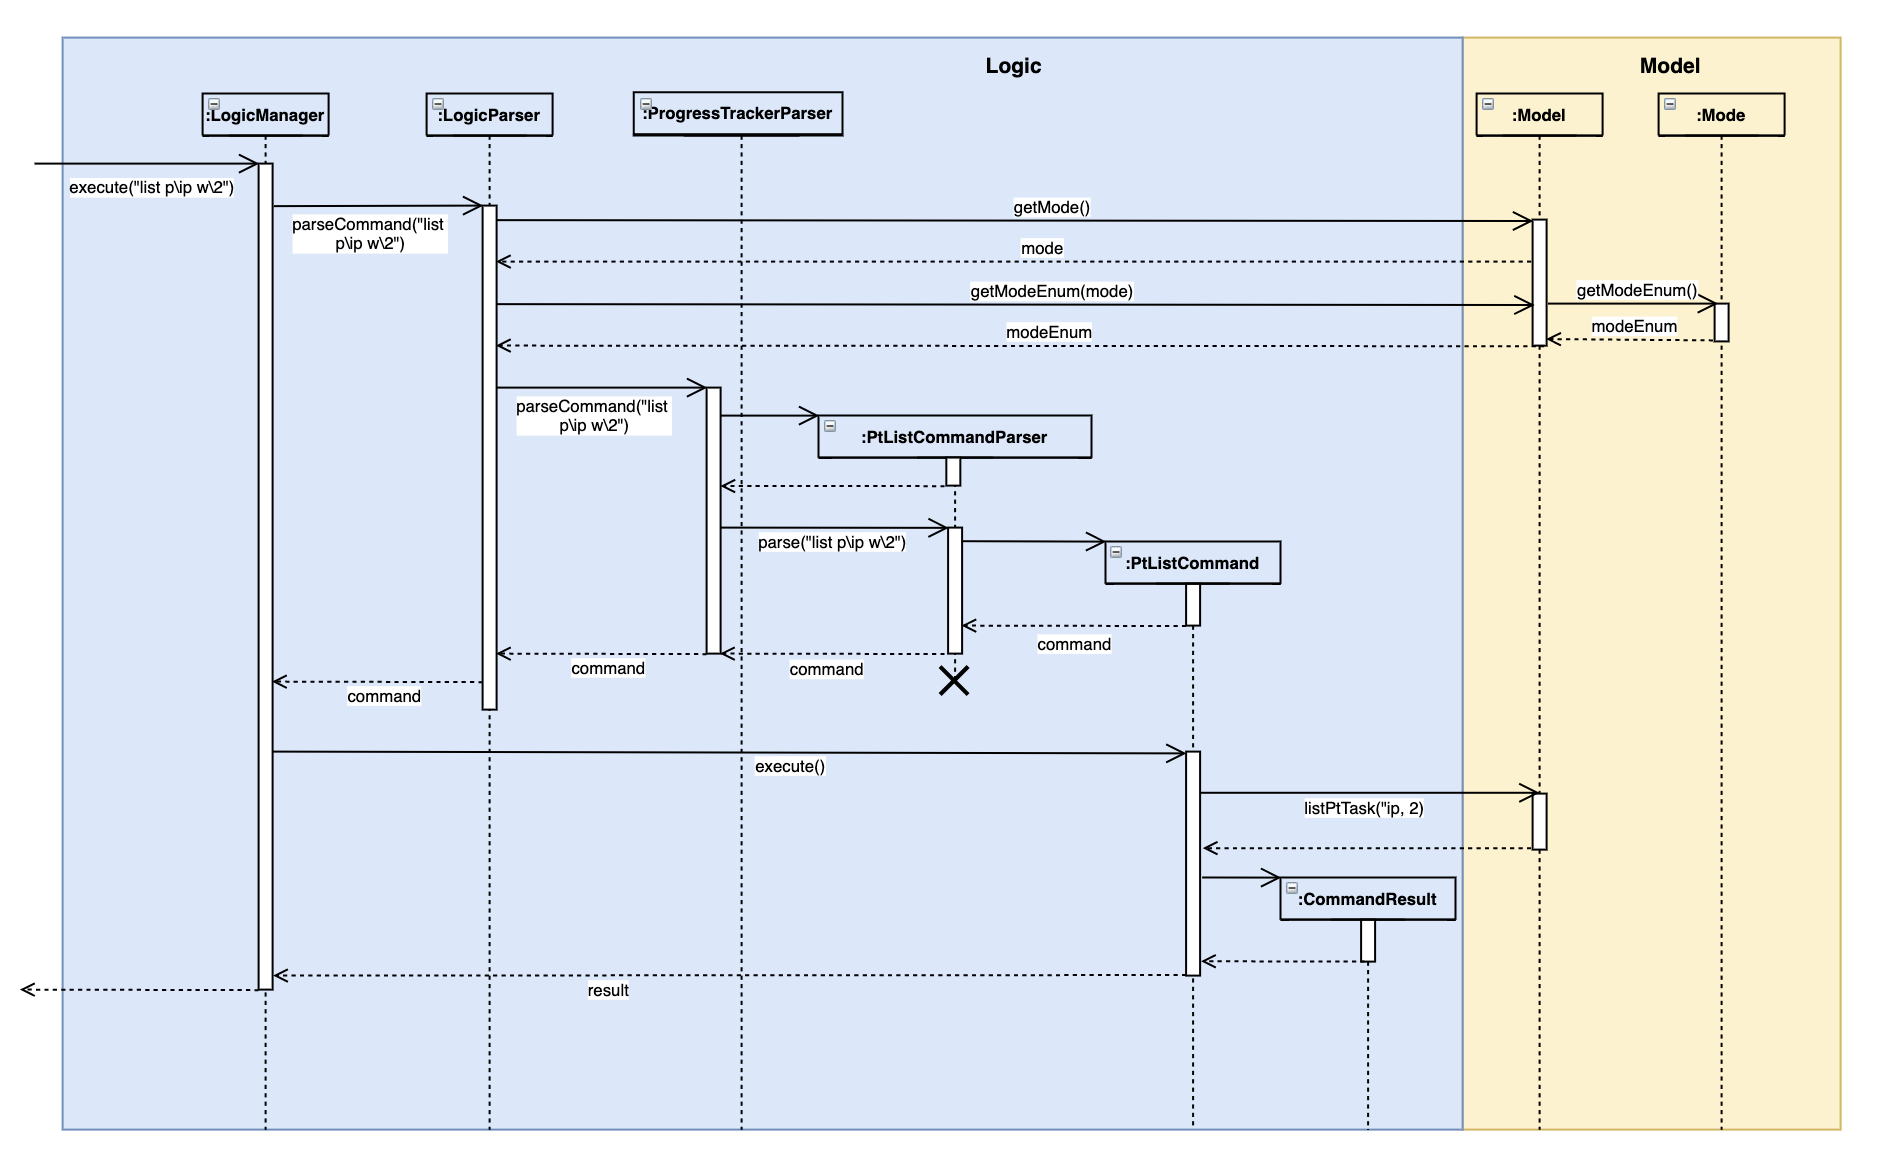 Logic
Model
:LogicManager
:LogicParser
:ProgressTrackerParser
:Model
:Mode
execute("list p\ip w\2")
parseCommand("list
p\ip w\2")
getMode()
mode
getModeEnum(mode)
getModeEnum()
modeEnum
modeEnum
parseCommand("list
p\ip w\2")
:PtListCommandParser
parse("list p\ip w\2")
:PtListCommand
command
command
command
command
execute()
listPtTask("ip, 2)
:CommandResult
result